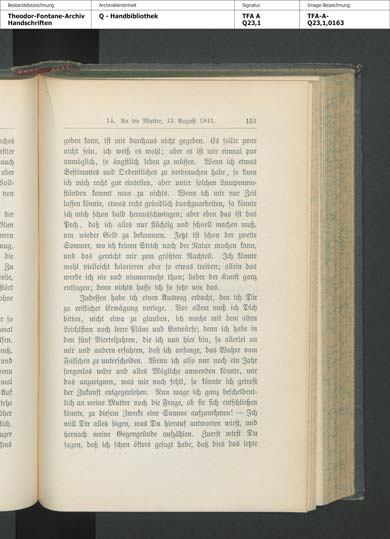 Bestandsbezeichnung
Archivalieneinheit
Signatur
Image-Bezeichnung
Theodor-Fontane-Archiv
Handschriften
Q - Handbibliothek
TFA A
Q23,1
TFA-A-
Q23,1,0163
14. An die Mutter, 13. August 1841. 151
geben kann, ist mir durchaus nicht gegeben. Es sollte zwar
nicht sein, ich weiß es wohl; aber es ist mir einmal pur
unmöglich, so ängstlich leben zu müssen. Wenn ich etwas
Bestimmtes und Ordentliches zu verbrauchen habe, so kann
ich mich recht gut einteilen, aber unter solchen Lumpenum-
ständen kommt man zu nichts. Wenn ich mir nur Zeit
lassen könnte, etwas recht gründlich durchzuarbeiten, so könnte
ich mich schon bald herausschwingen; aber eben das ist das
Pech, daß ich alles nur flüchtig und schnell machen muß,
um wieder Geld zu bekommen. Jetzt ist schon der zweite
Sommer, wo ich keinen Strich nach der Natur machen kann,
und das gereicht mir zum größten Nachteil. Ich könnte
wohl vielleicht kolorieren oder so etwas treiben; allein das
werde ich nie und nimmermehr thun; lieber der Kunst ganz
entsagen; denn nichts hasse ich so sehr wie das.
Indessen habe ich einen Ausweg erdacht, den ich Dir
zu reiflicher Erwägung vorlege. Vor allem muß ich Dich
bitten, nicht etwa zu glauben, ich mache mit den alten
Leichtsinn noch leere Pläne und Entwürfe; denn ich habe in
den fünf Vierteljahren, die ich nun hier bin, so allerlei an
mir und andern erfahren, daß ich anfange, das Wahre vom
Falschen zu unterscheiden. Wenn ich also nur noch ein Jahr
sorgenlos wäre und alles Mögliche anwenden könnte, mir
das anzueignen, was mir noch fehlt, so könnte ich getrost
der Zukunft entgegensehen. Nun wage ich ganz bescheident-
lich an meine Mutter noch die Frage, ob sie sich entschließen
könnte, zu diesem Zwecke eine Summe aufzunehmen! — Ich
will Dir alles sagen, was Du hierauf antworten wirst, und
hernach meine Gegengründe aufzählen. Zuerst wirst Du
sagen, daß ich schon öfters gesagt habe, daß dies das letzte